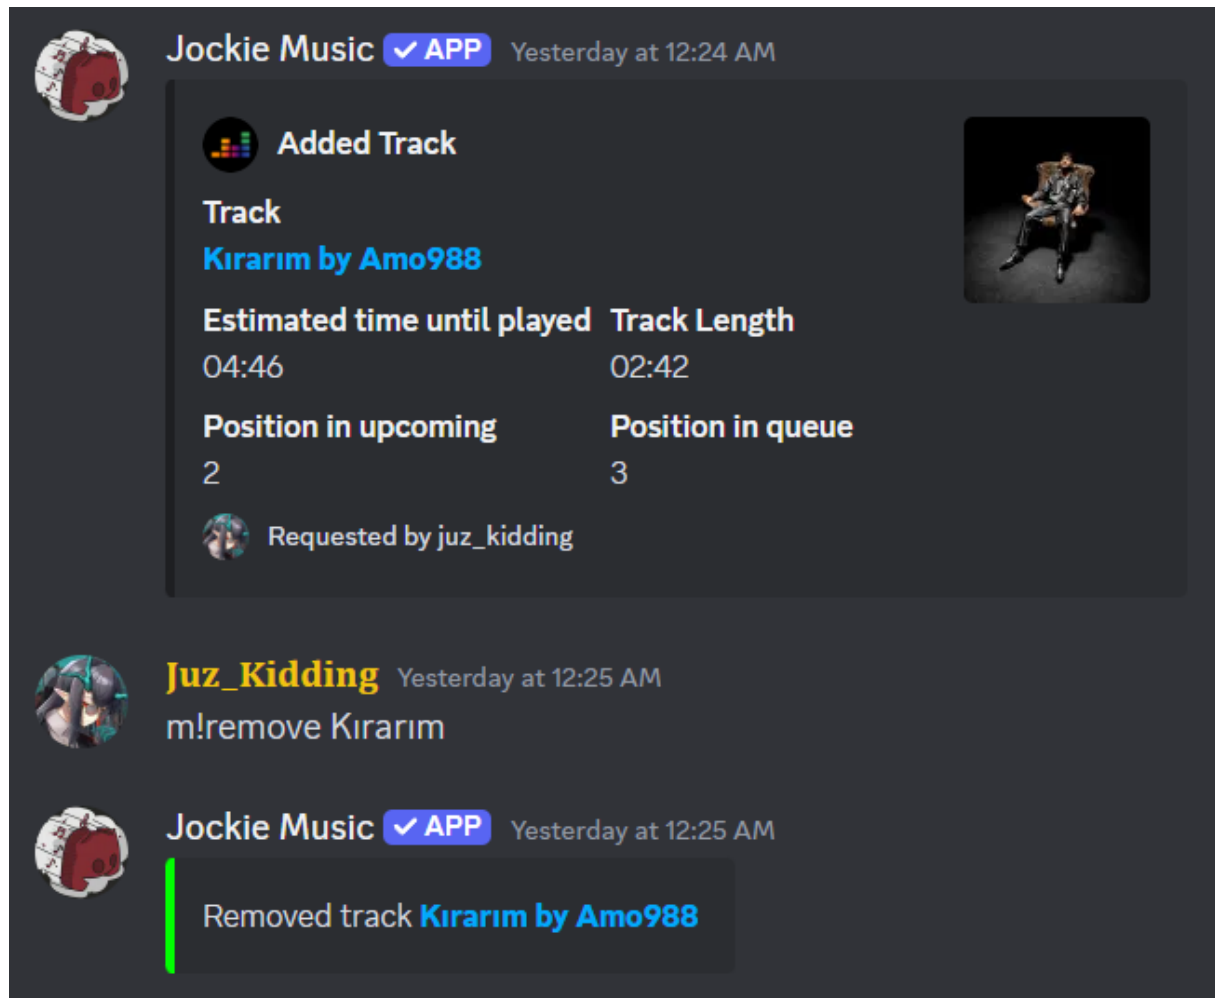 Jockie Music ✓ APP Yesterday at 12:24 AM
Added Track
Track
Kırarım by Amo988
Estimated time until played Track Length
04:46 02:42
Position in upcoming Position in queue
2 3
Requested by juz_kidding
Juz_Kidding Yesterday at 12:25 AM
m!remove Kırarım
Jockie Music ✓ APP Yesterday at 12:25 AM
Removed track Kırarım by Amo988